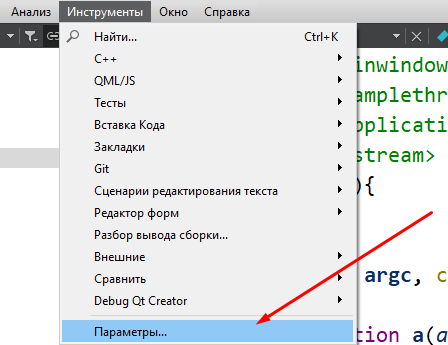 Анализ Инструменты Окно Справка
Найти... Ctrl+K
C++
QML/JS
Тесты
Вставка Кода
Закладки
Git
Сценарии редактирования текста
Редактор форм
Разбор вывода сборки...
Внешние
Сравнить
Debug Qt Creator
Параметры...
inwindow
amplethr
pplicati
stream>
){
argc, c
tion a(a